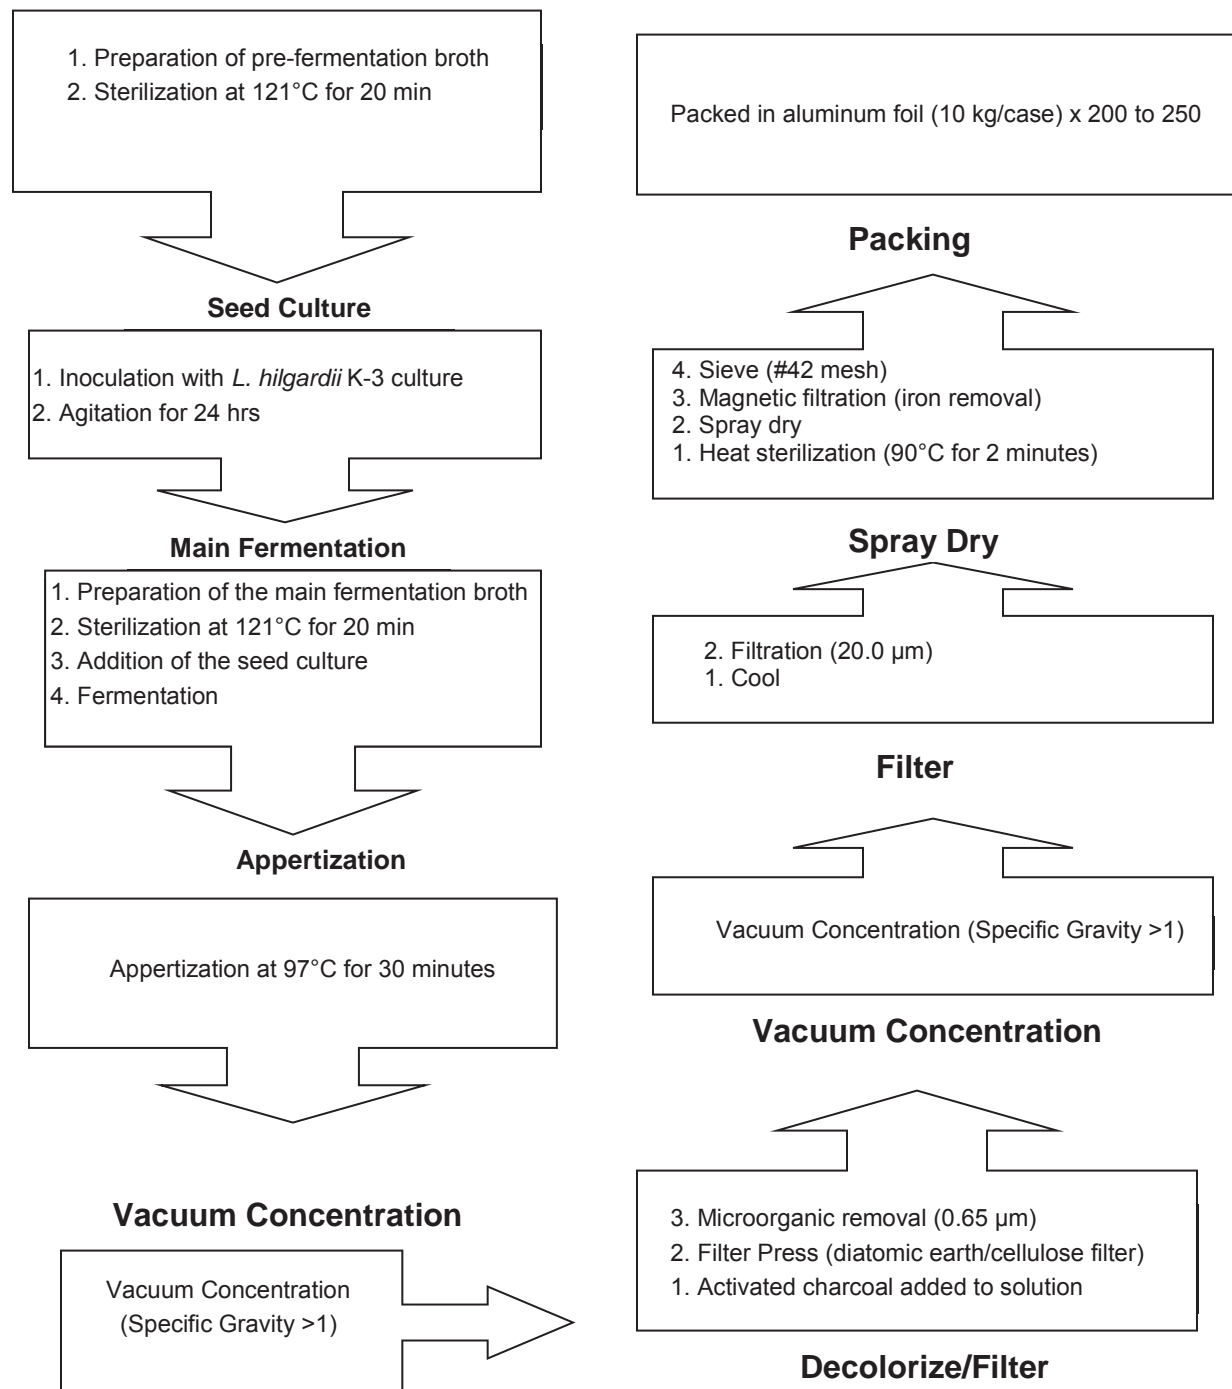 1. Preparation of pre-fermentation broth
2. Sterilization at 121°C for 20 min
Seed Culture
1. Inoculation with L. hilgardii K-3 culture
2. Agitation for 24 hrs
Main Fermentation
1. Preparation of the main fermentation broth
2. Sterilization at 121°C for 20 min
3. Addition of the seed culture
4. Fermentation
Appertization
Appertization at 97°C for 30 minutes
Vacuum Concentration
Vacuum Concentration
(Specific Gravity >1)
Packed in aluminum foil (10 kg/case) x 200 to 250
Packing
4. Sieve (#42 mesh)
3. Magnetic filtration (iron removal)
2. Spray dry
1. Heat sterilization (90°C for 2 minutes)
Spray Dry
2. Filtration (20.0 µm)
1. Cool
Filter
Vacuum Concentration (Specific Gravity >1)
Vacuum Concentration
3. Microorganic removal (0.65 µm)
2. Filter Press (diatomic earth/cellulose filter)
1. Activated charcoal added to solution
Decolorize/Filter